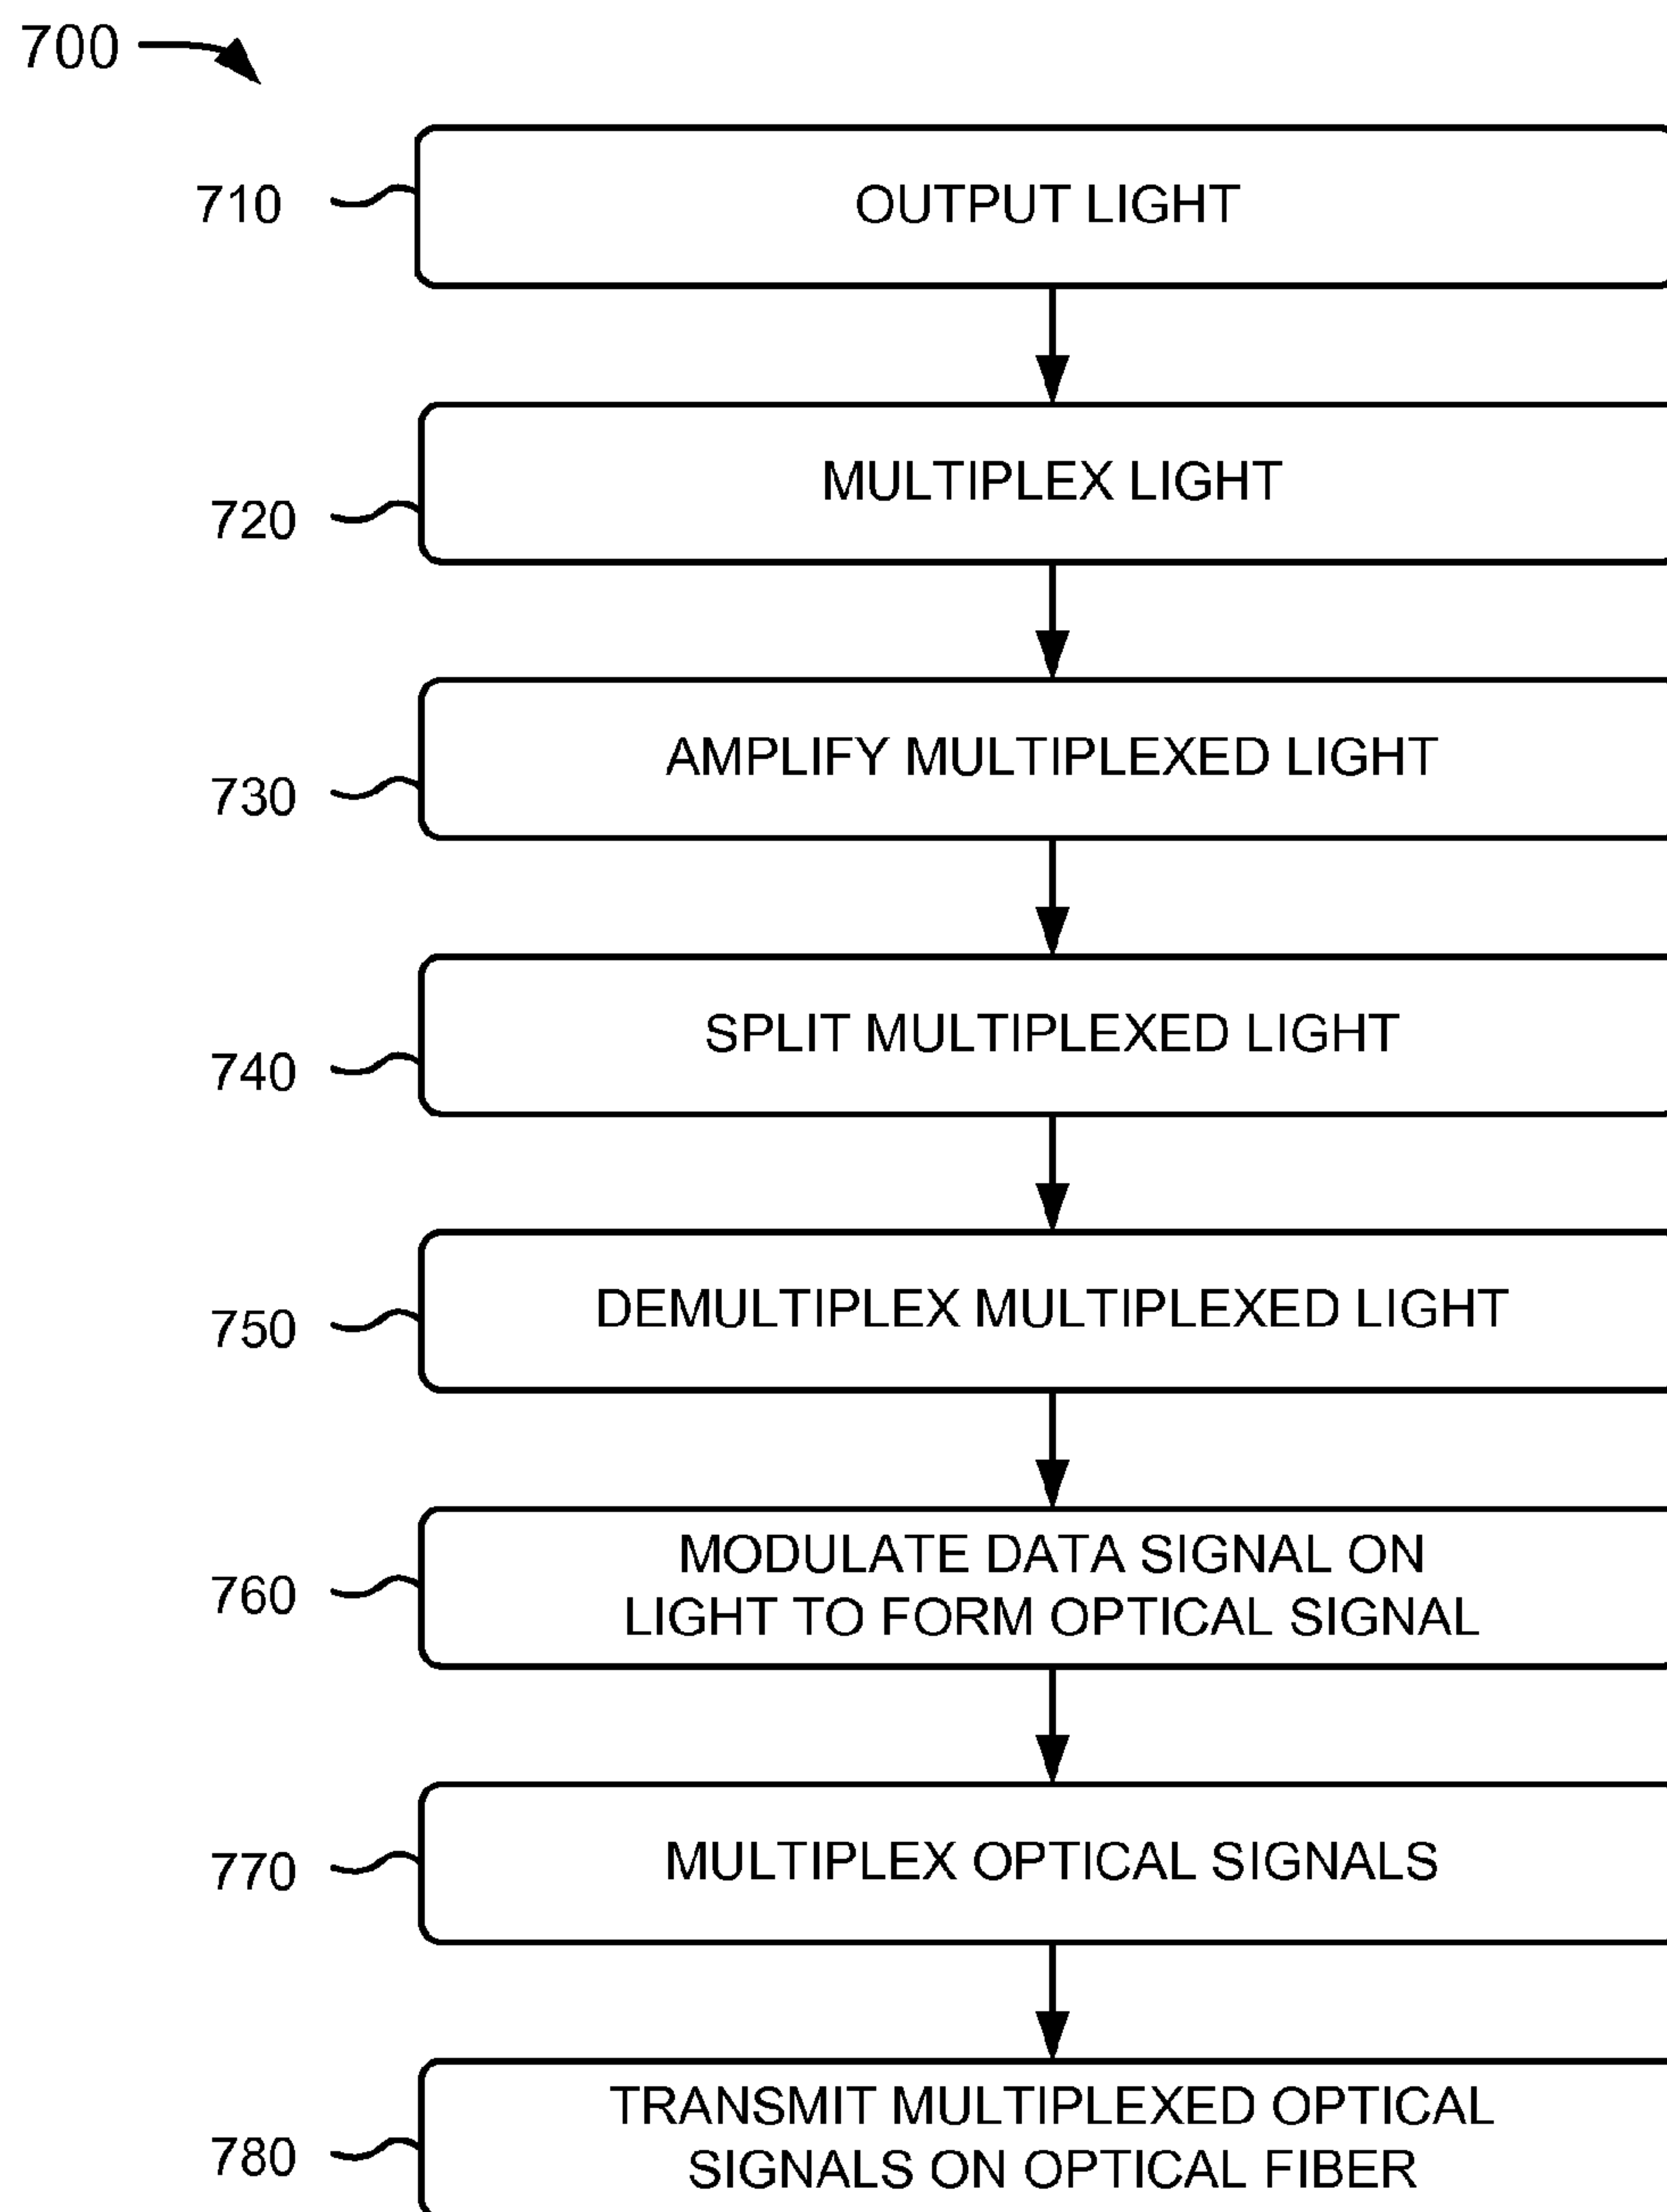 700
710
OUTPUT LIGHT
720
MULTIPLEX LIGHT
730
AMPLIFY MULTIPLEXED LIGHT
740
SPLIT MULTIPLEXED LIGHT
750
DEMULTIPLEX MULTIPLEXED LIGHT
760
MODULATE DATA SIGNAL ON
LIGHT TO FORM OPTICAL SIGNAL
770
MULTIPLEX OPTICAL SIGNALS
780
TRANSMIT MULTIPLEXED OPTICAL
SIGNALS ON OPTICAL FIBER